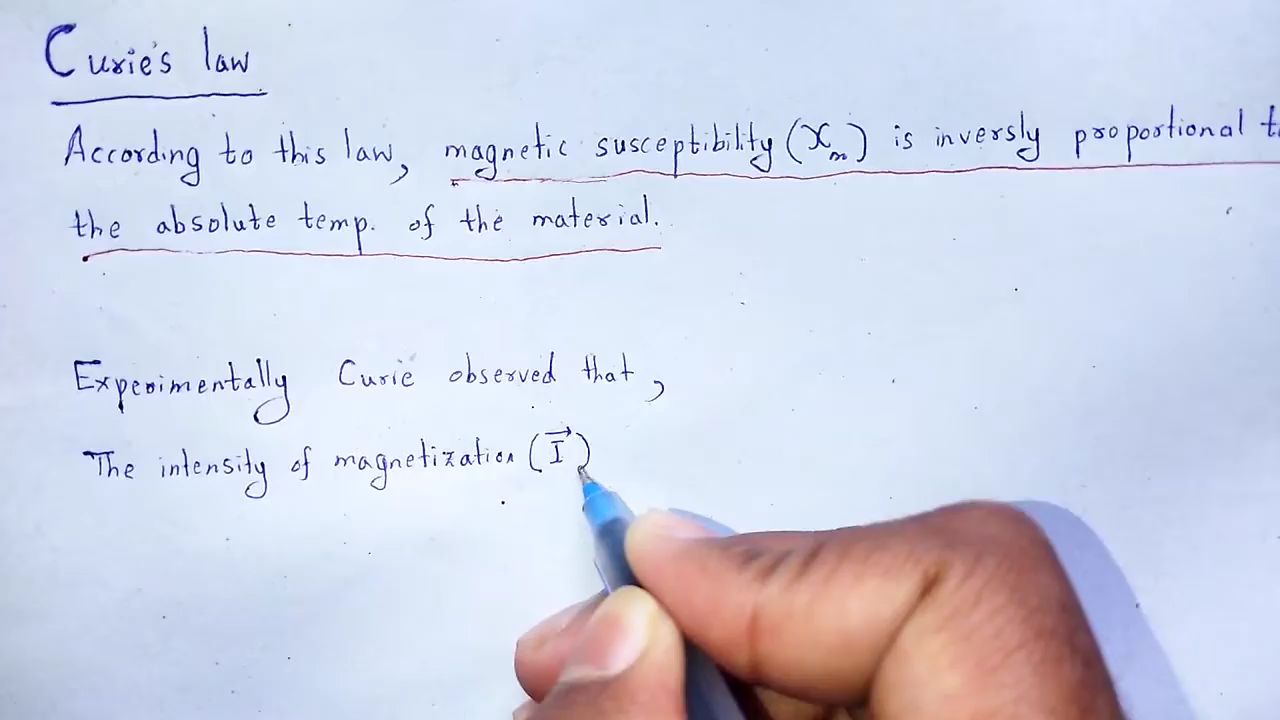 Curie's law
According to this law, magnetic susceptibility (χm) is inversly proportional
the absolute temp. of the material.
Experimentally Curie observed that,
The intensity of magnetization (I⃗)